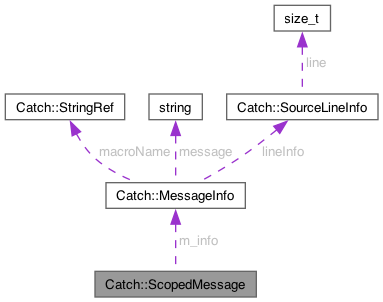 size_t
line
Catch::StringRef
string
Catch::SourceLineInfo
macroName
message
lineInfo
Catch::MessageInfo
m_info
Catch::ScopedMessage